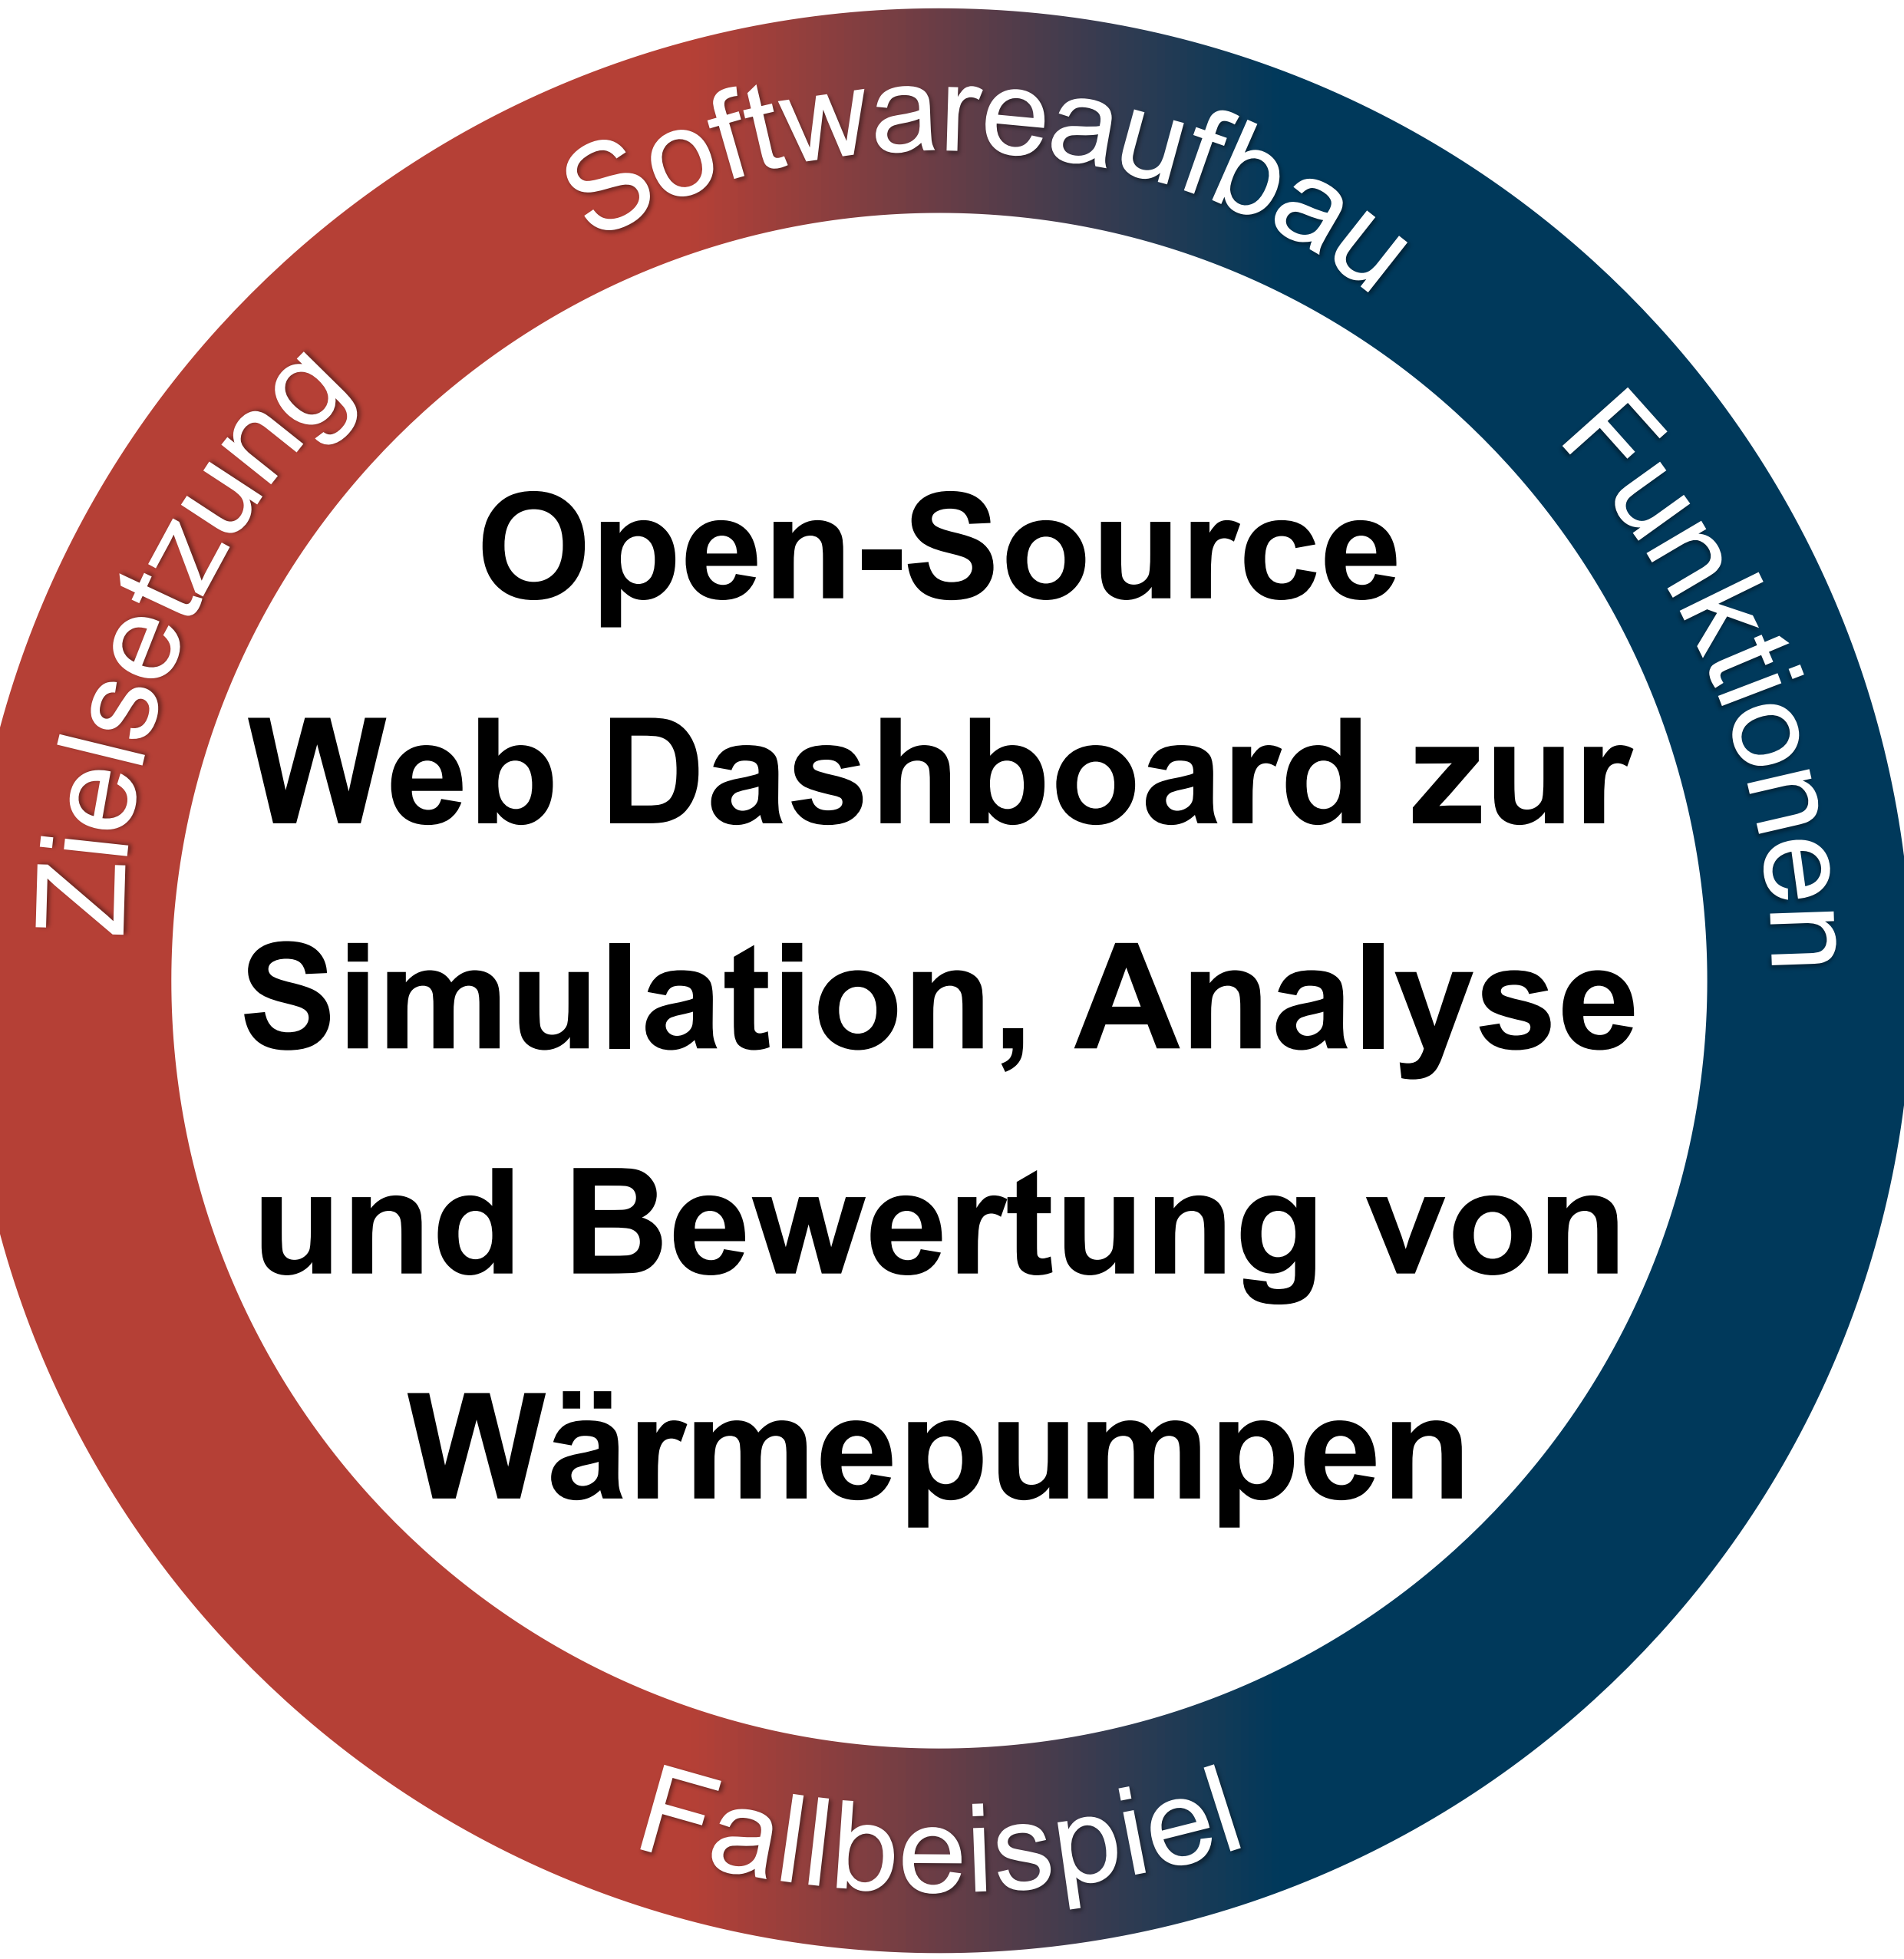 Softwareaufbau
Zielsetzung
Funktionen
Open-Source
Web Dashboard zur
Simulation, Analyse
und Bewertung von
Wärmepumpen
Fallbeispiel